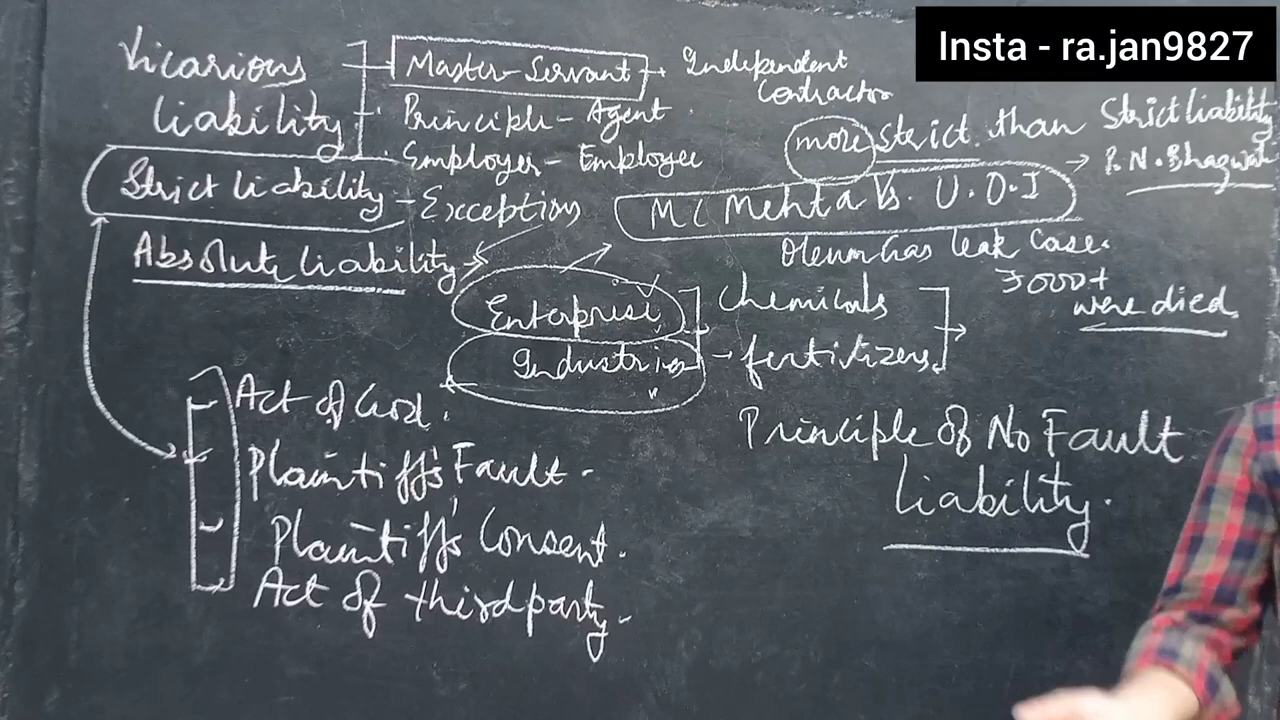 Insta - ra.jan9827
Vicarious liability
Master-Servant → Independent Contractor
Principle - Agent
Employer - Employee
Strict liability - Exception
Absolute liability
more strict than Strict liability
→ P.N. Bhagwati
M C Mehta Vs. U.O.I
Oleum Gas leak Case.
3000+
were died
Enterprise
Industries
Chemicals
fertilizers
Act of God.
Plaintiff's Fault.
Plaintiff's Consent.
Act of third party.
Principle of No Fault
Liability.